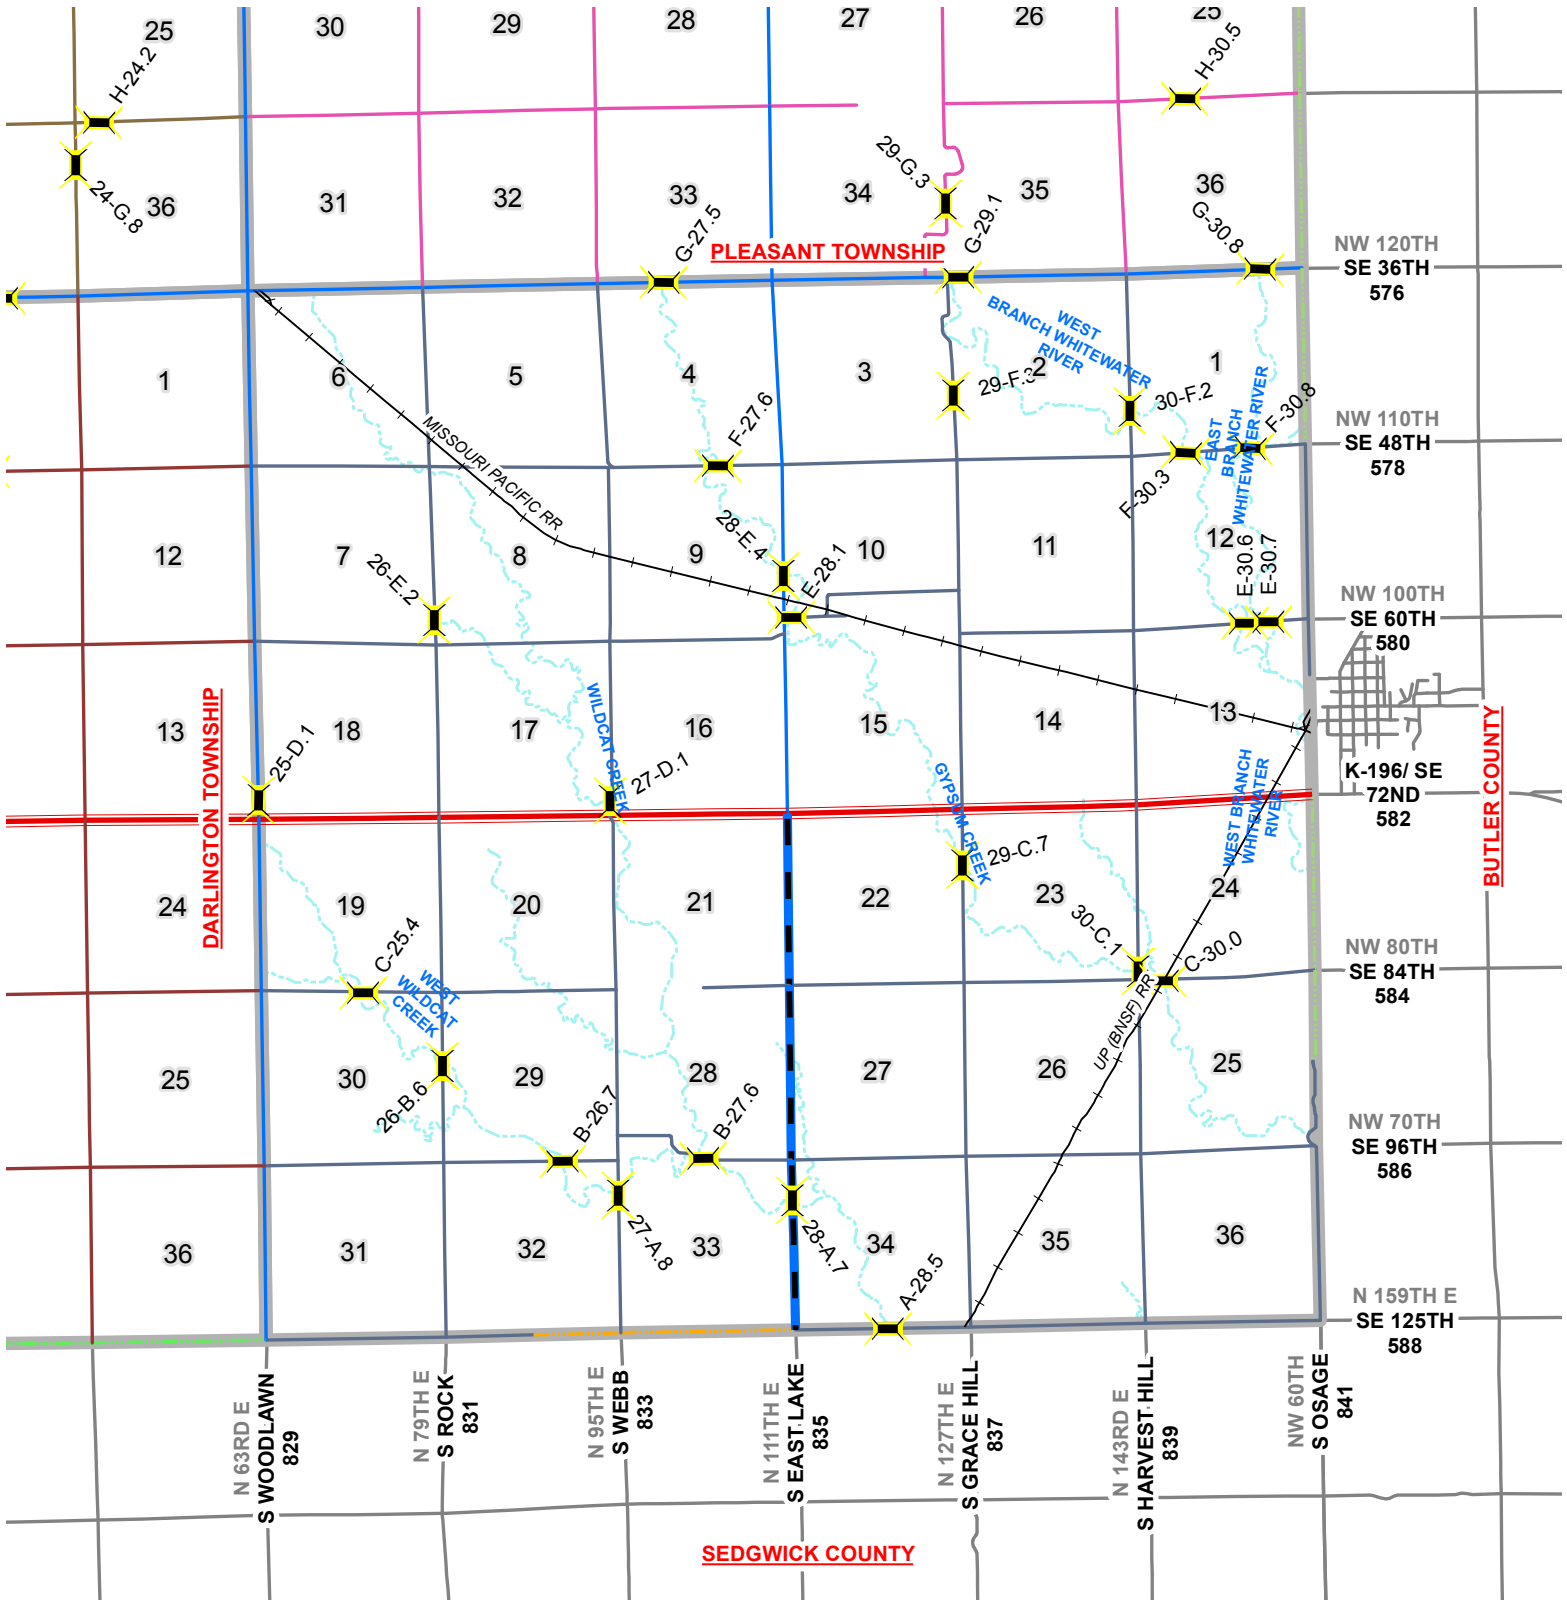 25
30
29
28
27
26
25
H-24.2
H-30.5
24-G.8
36
31
32
33
34
29-G.3
35
36
G-27.5
G-29.1
G-30.8
PLEASANT TOWNSHIP
NW 120TH
SE 36TH
576
WEST
BRANCH WHITEWATER
RIVER
1
6
5
4
3
2
1
29-F.3
30-F.2
F-27.6
F-30.8
MISSOURI PACIFIC RR
EAST
BRANCH
WHITEWATER RIVER
NW 110TH
SE 48TH
578
F-30.3
12
7
8
9
10
11
12
26-E.2
28-E.4
E-28.1
E-30.6
E-30.7
NW 100TH
SE 60TH
580
DARLINGTON TOWNSHIP
13
18
17
16
15
14
13
25-D.1
WILDCAT CREEK
27-D.1
GYPSUM CREEK
WEST BRANCH
WHITEWATER
RIVER
K-196/ SE
72ND
582
BUTLER COUNTY
29-C.7
24
19
20
21
22
23
24
C-25.4
30-C.1
C-30.0
WEST
WILDCAT
CREEK
NW 80TH
SE 84TH
584
UP (BNSF) RR
25
30
29
28
27
26
25
26-B.6
B-26.7
B-27.6
NW 70TH
SE 96TH
586
36
31
32
33
34
35
36
27-A.8
28-A.7
A-28.5
N 159TH E
SE 125TH
588
N 63RD E
S WOODLAWN
829
N 79TH E
S ROCK
831
N 95TH E
S WEBB
833
N 111TH E
S EAST LAKE
835
N 127TH E
S GRACE HILL
837
N 143RD E
S HARVEST HILL
839
NW 60TH
S OSAGE
841
SEDGWICK COUNTY